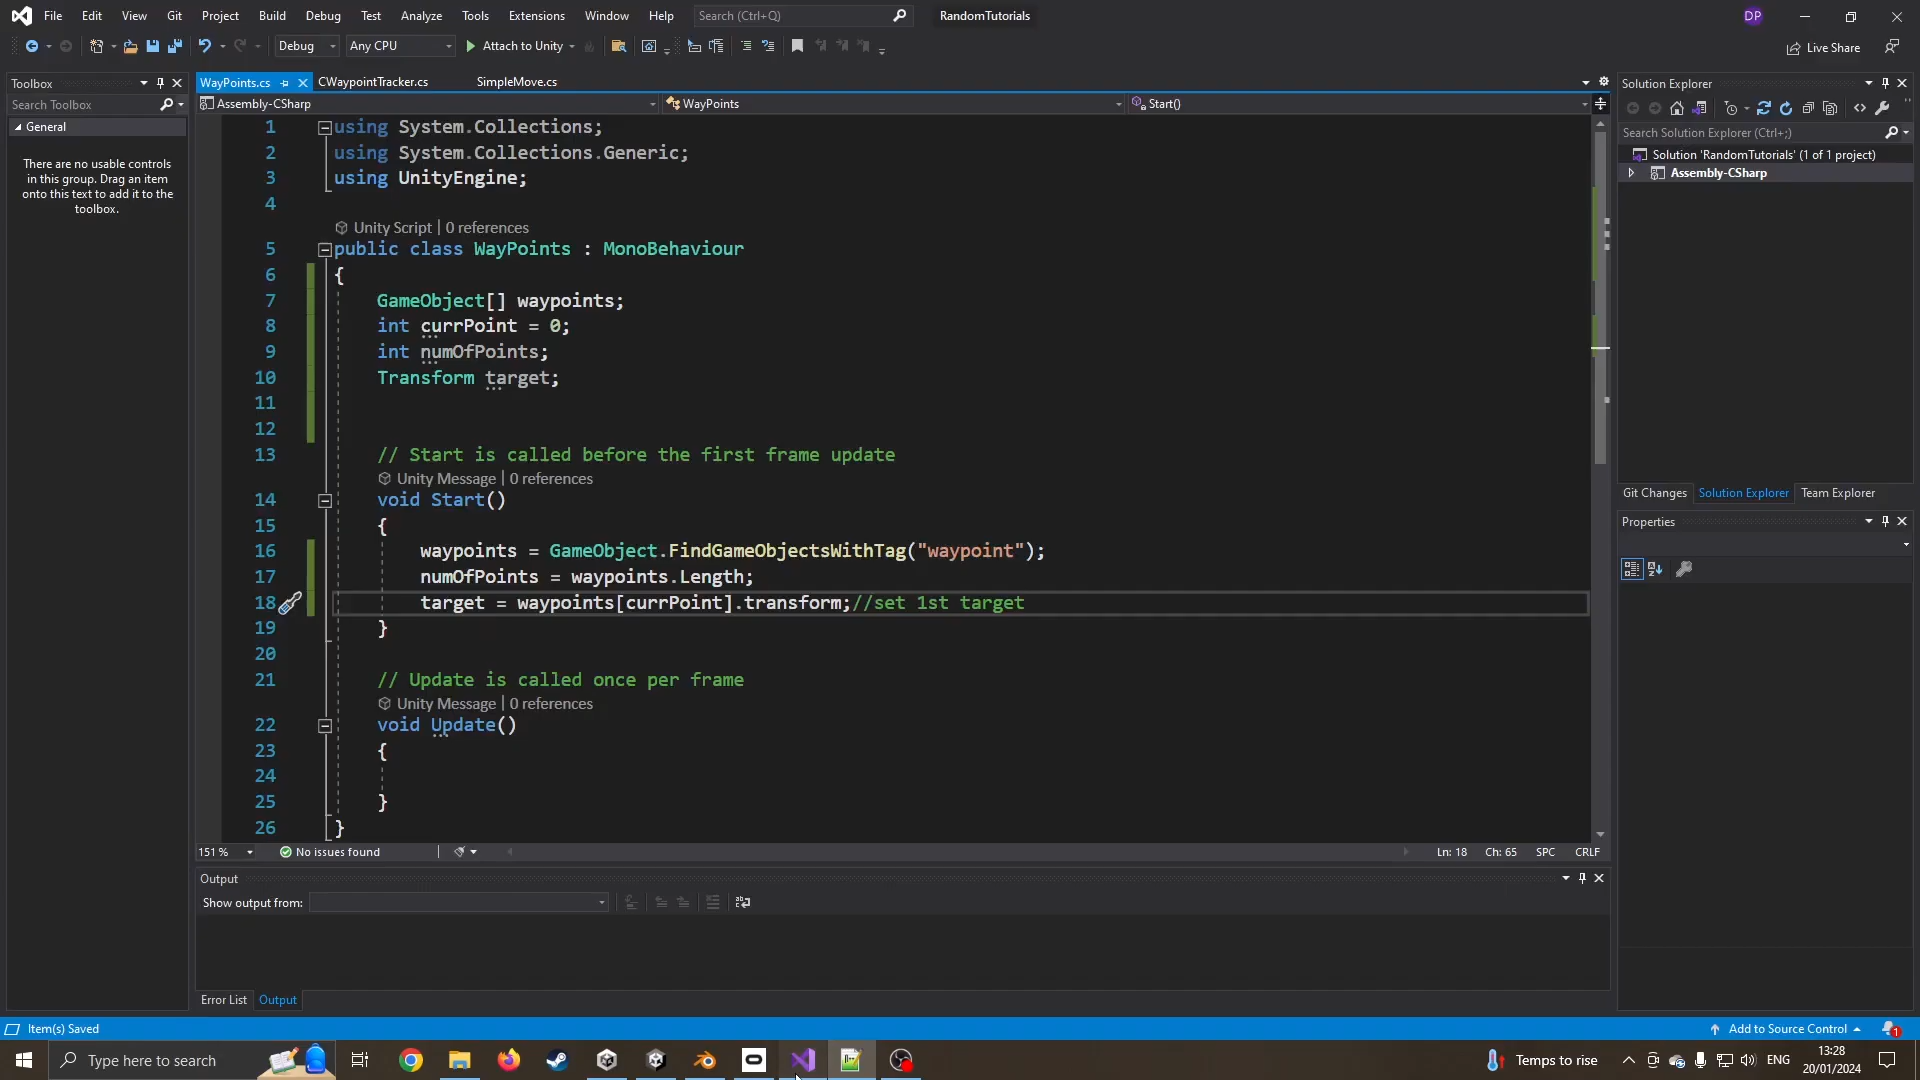 File Edit View Git Project Build Debug Test Analyze Tools Extensions Window Help Search (Ctrl+Q) RandomTutorials DP
Debug Any CPU Attach to Unity Live Share
Toolbox
Search Toolbox
General
There are no usable controls
in this group. Drag an item
onto this text to add it to the
toolbox.
WayPoints.cs CWaypointTracker.cs SimpleMove.cs
Assembly-CSharp WayPoints Start()
1 using System.Collections;
2 using System.Collections.Generic;
3 using UnityEngine;
4
Unity Script | 0 references
5 public class WayPoints : MonoBehaviour
6 {
7 GameObject[] waypoints;
8 int currPoint = 0;
9 int numOfPoints;
10 Transform target;
11
12
13 // Start is called before the first frame update
Unity Message | 0 references
14 void Start()
15 {
16 waypoints = GameObject.FindGameObjectsWithTag("waypoint");
17 numOfPoints = waypoints.Length;
18 target = waypoints[currPoint].transform;//set 1st target
19 }
20
21 // Update is called once per frame
Unity Message | 0 references
22 void Update()
23 {
24
25 }
26 }
151 % No issues found Ln: 18 Ch: 65 SPC CRLF
Output
Show output from:
Error List Output
Solution Explorer
Search Solution Explorer (Ctrl+;)
Solution 'RandomTutorials' (1 of 1 project)
Assembly-CSharp
Git Changes Solution Explorer Team Explorer
Properties
Item(s) Saved Add to Source Control 1
Type here to search Temps to rise ENG 13:28
20/01/2024